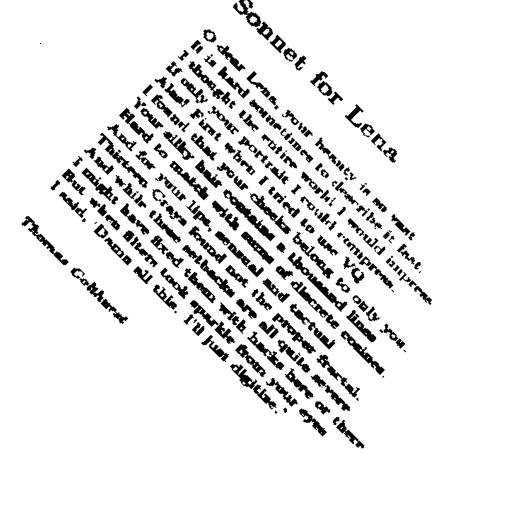 Sonnet for Lena
O dear Lena, your beauty is so vast
It is hard sometimes to describe it fast.
I thought the entire world I would impress
If only your portrait I could compress.
Alas! First when I tried to use VQ
I found that your cheeks belong to only you.
Your silky hair contains a thousand lines
Hard to match with sums of discrete cosines.
And for your lips, sensual and tactual
Thirteen Crays found not the proper fractal.
And while these setbacks are all quite severe
I might have fixed them with hacks here or there
But when filters took sparkle from your eyes
I said, 'Damn all this. I'll just digitize.'
Thomas Colthurst